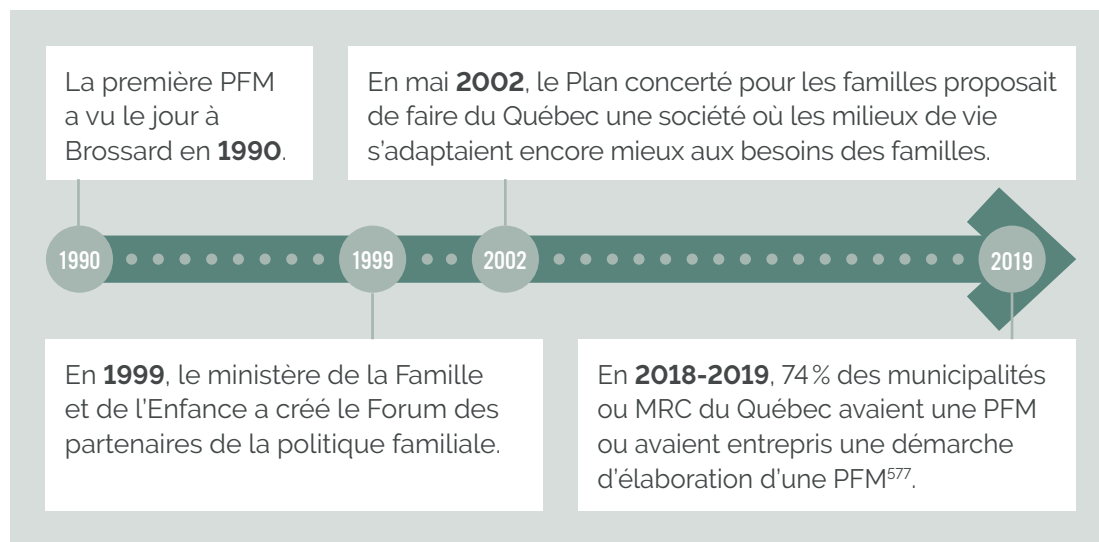 La première PFM
a vu le jour à
Brossard en 1990.
En mai 2002, le Plan concerté pour les familles proposait
de faire du Québec une société où les milieux de vie
s'adaptaient encore mieux aux besoins des familles.
1990
1999
2002
2019
En 1999, le ministère de la Famille
et de l'Enfance a créé le Forum des
partenaires de la politique familiale.
En 2018-2019, 74 % des municipalités
ou MRC du Québec avaient une PFM
ou avaient entrepris une démarche
d'élaboration d'une PFM577.